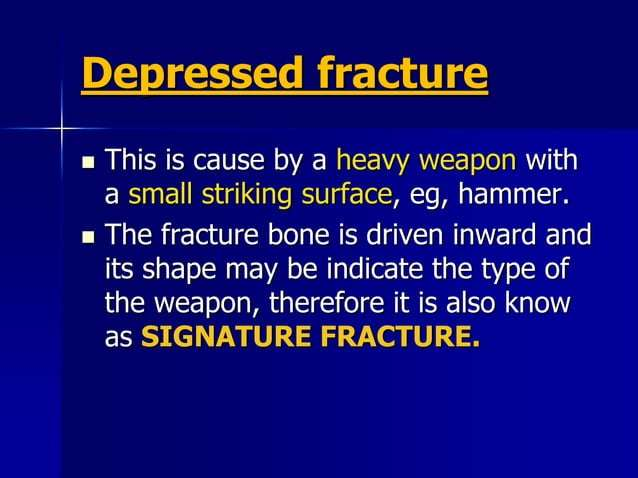 Depressed fracture
This is cause by a heavy weapon with
a small striking surface, eg, hammer.
The fracture bone is driven inward and
its shape may be indicate the type of
the weapon, therefore it is also know
as SIGNATURE FRACTURE.